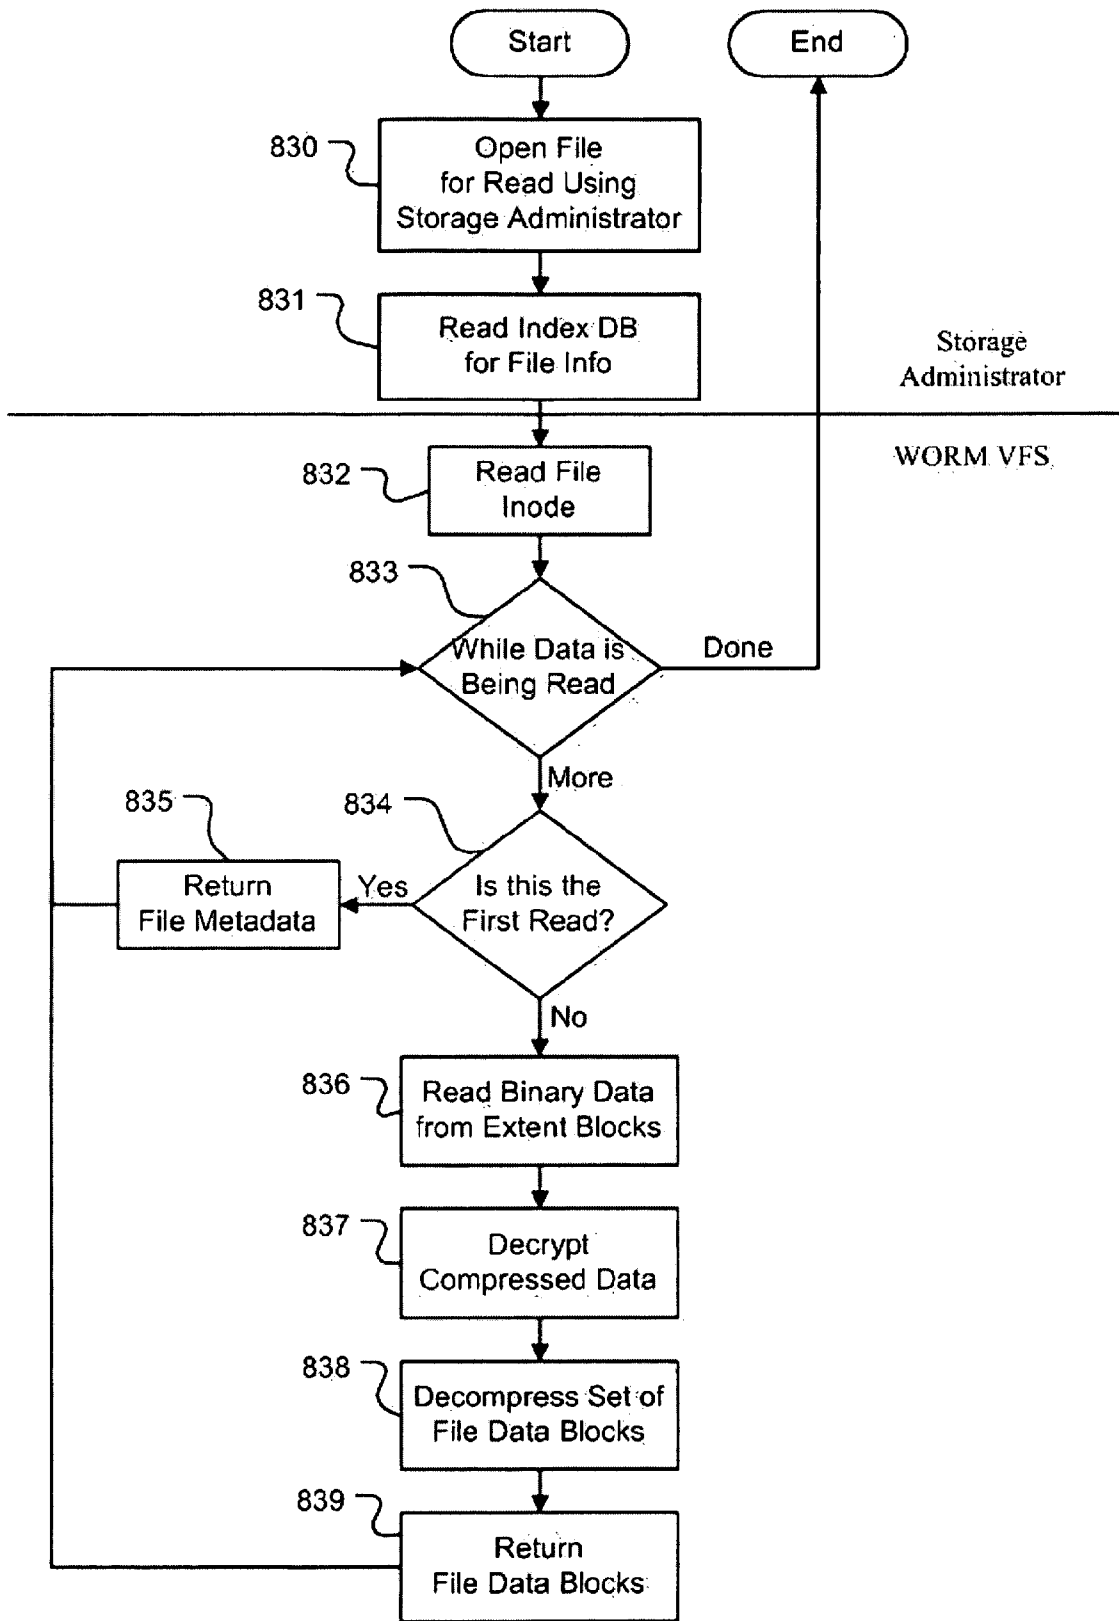 Start
End
830
Open File
for Read Using
Storage Administrator
831
Read Index DB
for File Info
Storage
Administrator
WORM VFS
832
Read File
Inode
833
While Data is
Being Read
Done
More
835
834
Return
File Metadata
Yes
Is this the
First Read?
No
836
Read Binary Data
from Extent Blocks
837
Decrypt
Compressed Data
838
Decompress Set of
File Data Blocks
839
Return
File Data Blocks